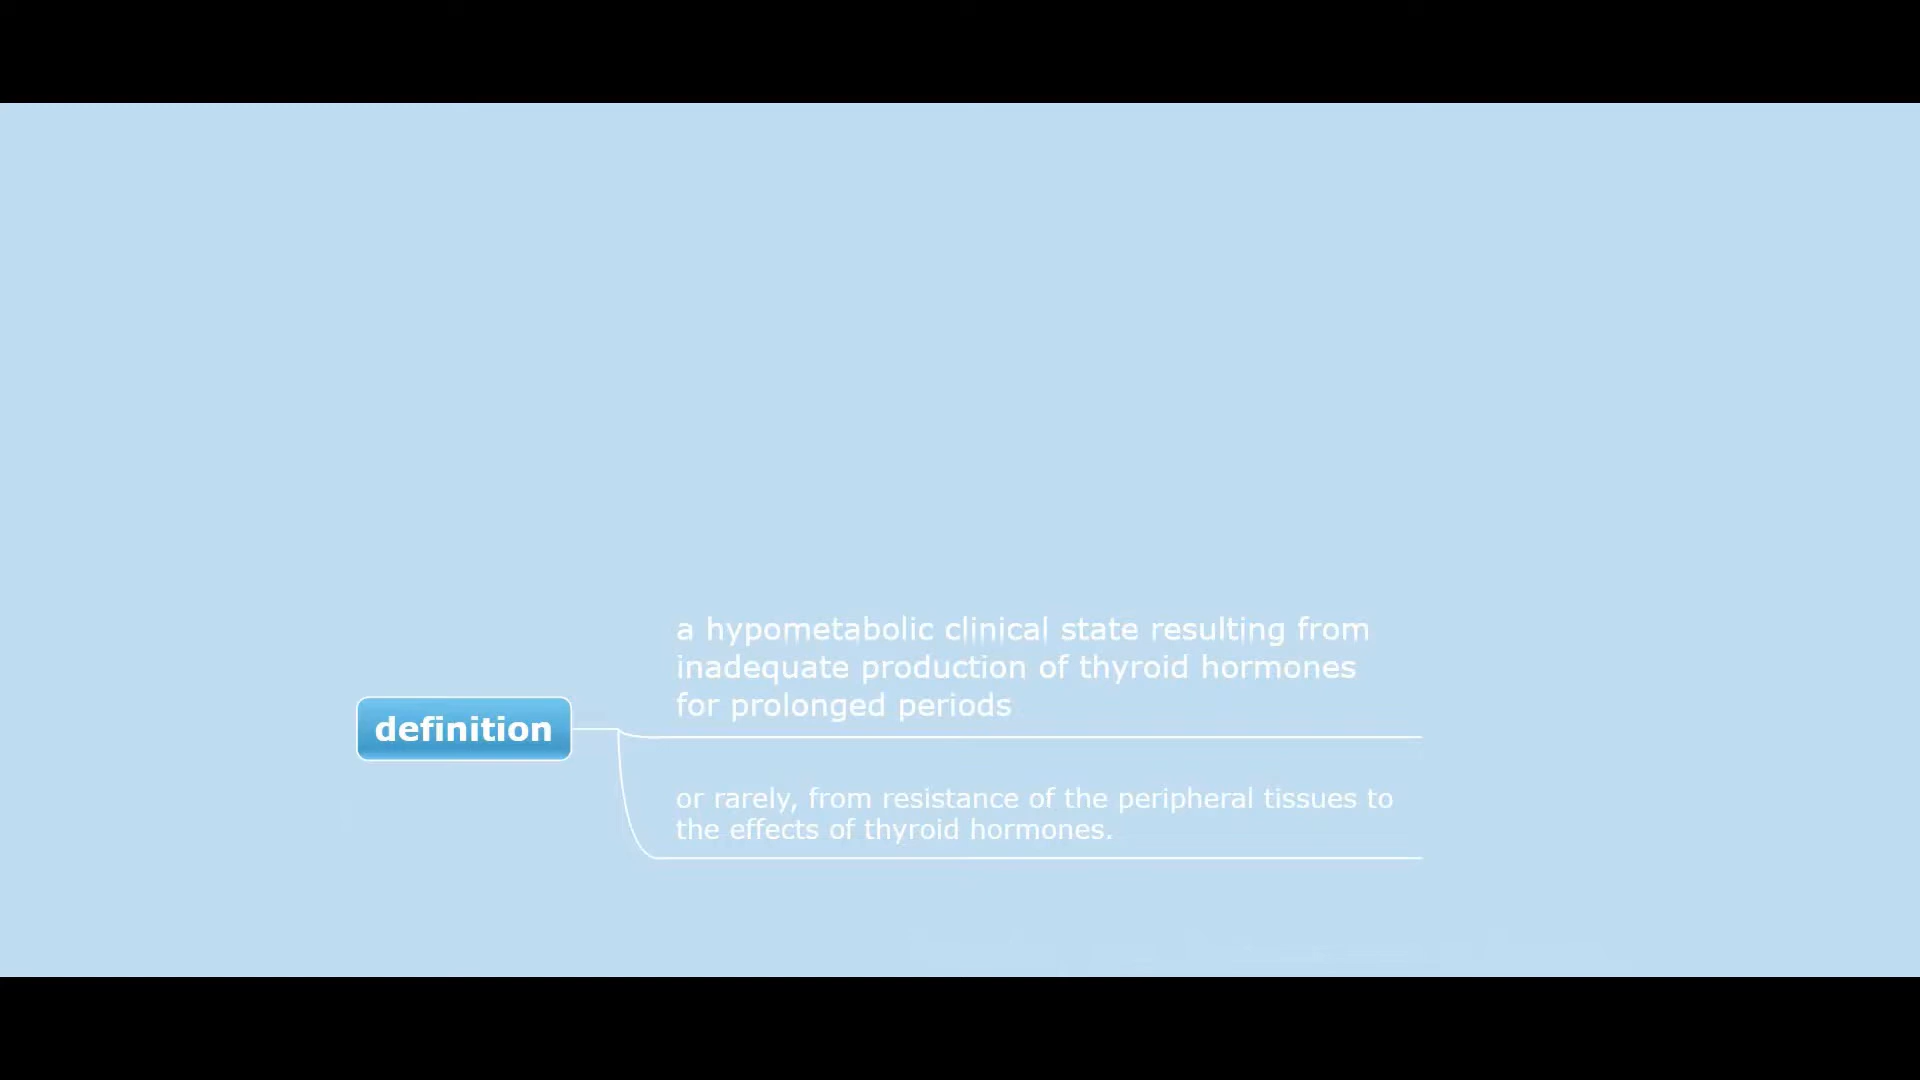 a hypometabolic clinical state resulting from
inadequate production of thyroid hormones
for prolonged periods
definition
or rarely, from resistance of the peripheral tissues to
the effects of thyroid hormones.